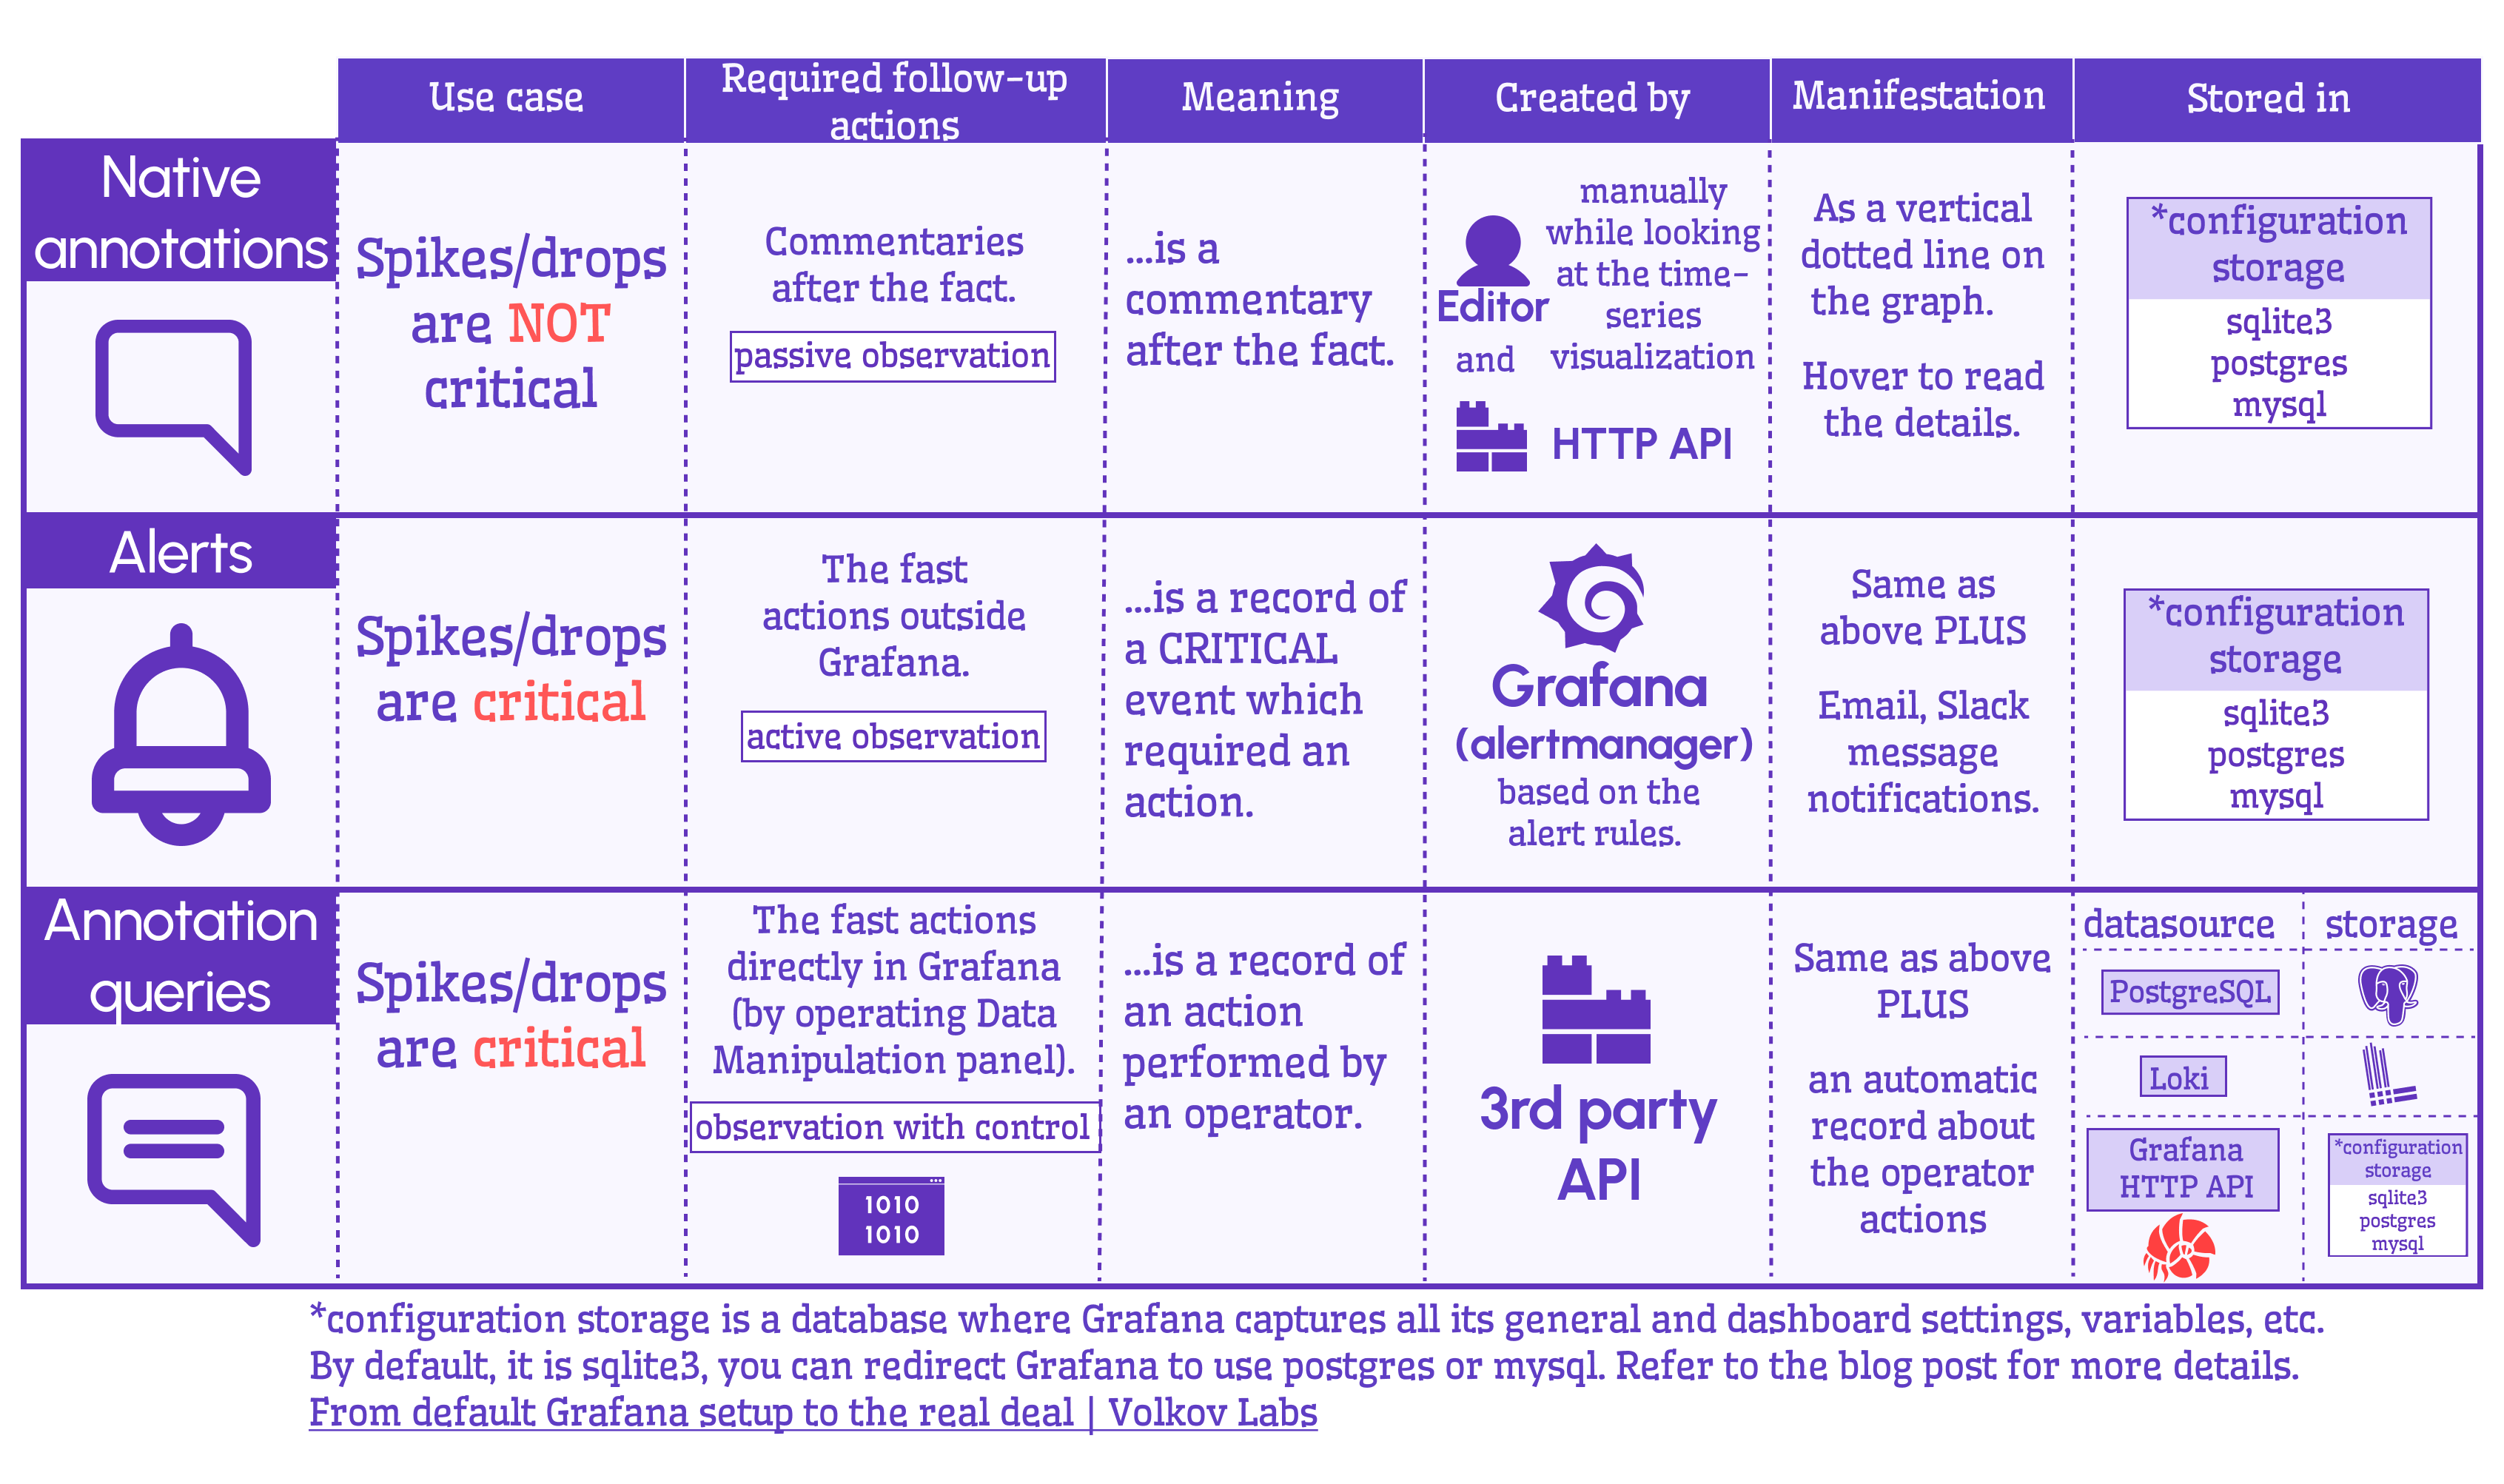 Use case
Required follow-up
actions
Meaning
Created by
Manifestation
Stored in
Native
annotations
Spikes/drops
are NOT
critical
Commentaries
after the fact.
passive observation
...is a
commentary
after the fact.
Editor
and
manually
while looking
at the time-
series
visualization
HTTP API
As a vertical
dotted line on
the graph.
Hover to read
the details.
*configuration
storage
sqlite3
postgres
mysql
Alerts
Spikes/drops
are critical
The fast
actions outside
Grafana.
active observation
...is a record of
a CRITICAL
event which
required an
action.
Grafana
(alertmanager)
based on the
alert rules.
Same as
above PLUS
Email, Slack
message
notifications.
*configuration
storage
sqlite3
postgres
mysql
Annotation
queries
Spikes/drops
are critical
The fast actions
directly in Grafana
(by operating Data
Manipulation panel).
observation with control
1010
1010
...is a record of
an action
performed by
an operator.
3rd party
API
Same as above
PLUS
an automatic
record about
the operator
actions
datasource
storage
PostgreSQL
Loki
Grafana
HTTP API
*configuration
storage
sqlite3
postgres
mysql
*configuration storage is a database where Grafana captures all its general and dashboard settings, variables, etc.
By default, it is sqlite3, you can redirect Grafana to use postgres or mysql. Refer to the blog post for more details.
From default Grafana setup to the real deal | Volkov Labs